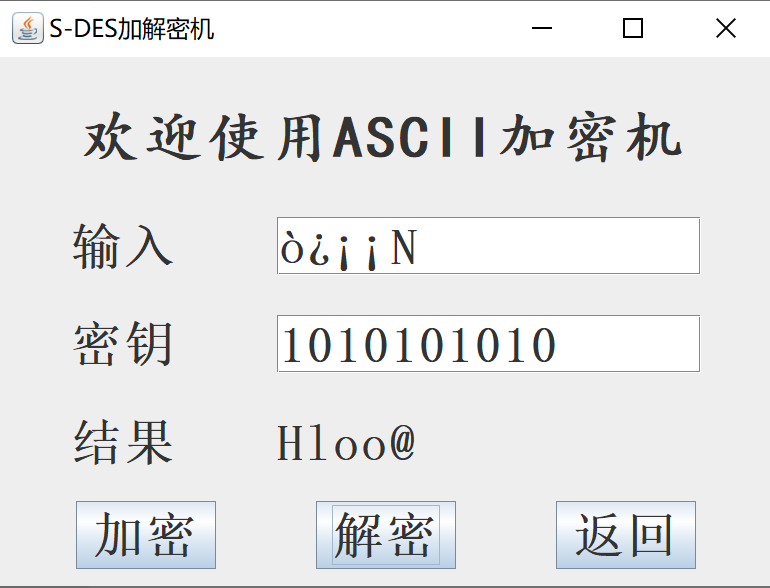 S-DES加解密机
欢迎使用ASCII加密机
输入 ò¿¡¡N
密钥 1010101010
结果 Hloo@
加密 解密 返回